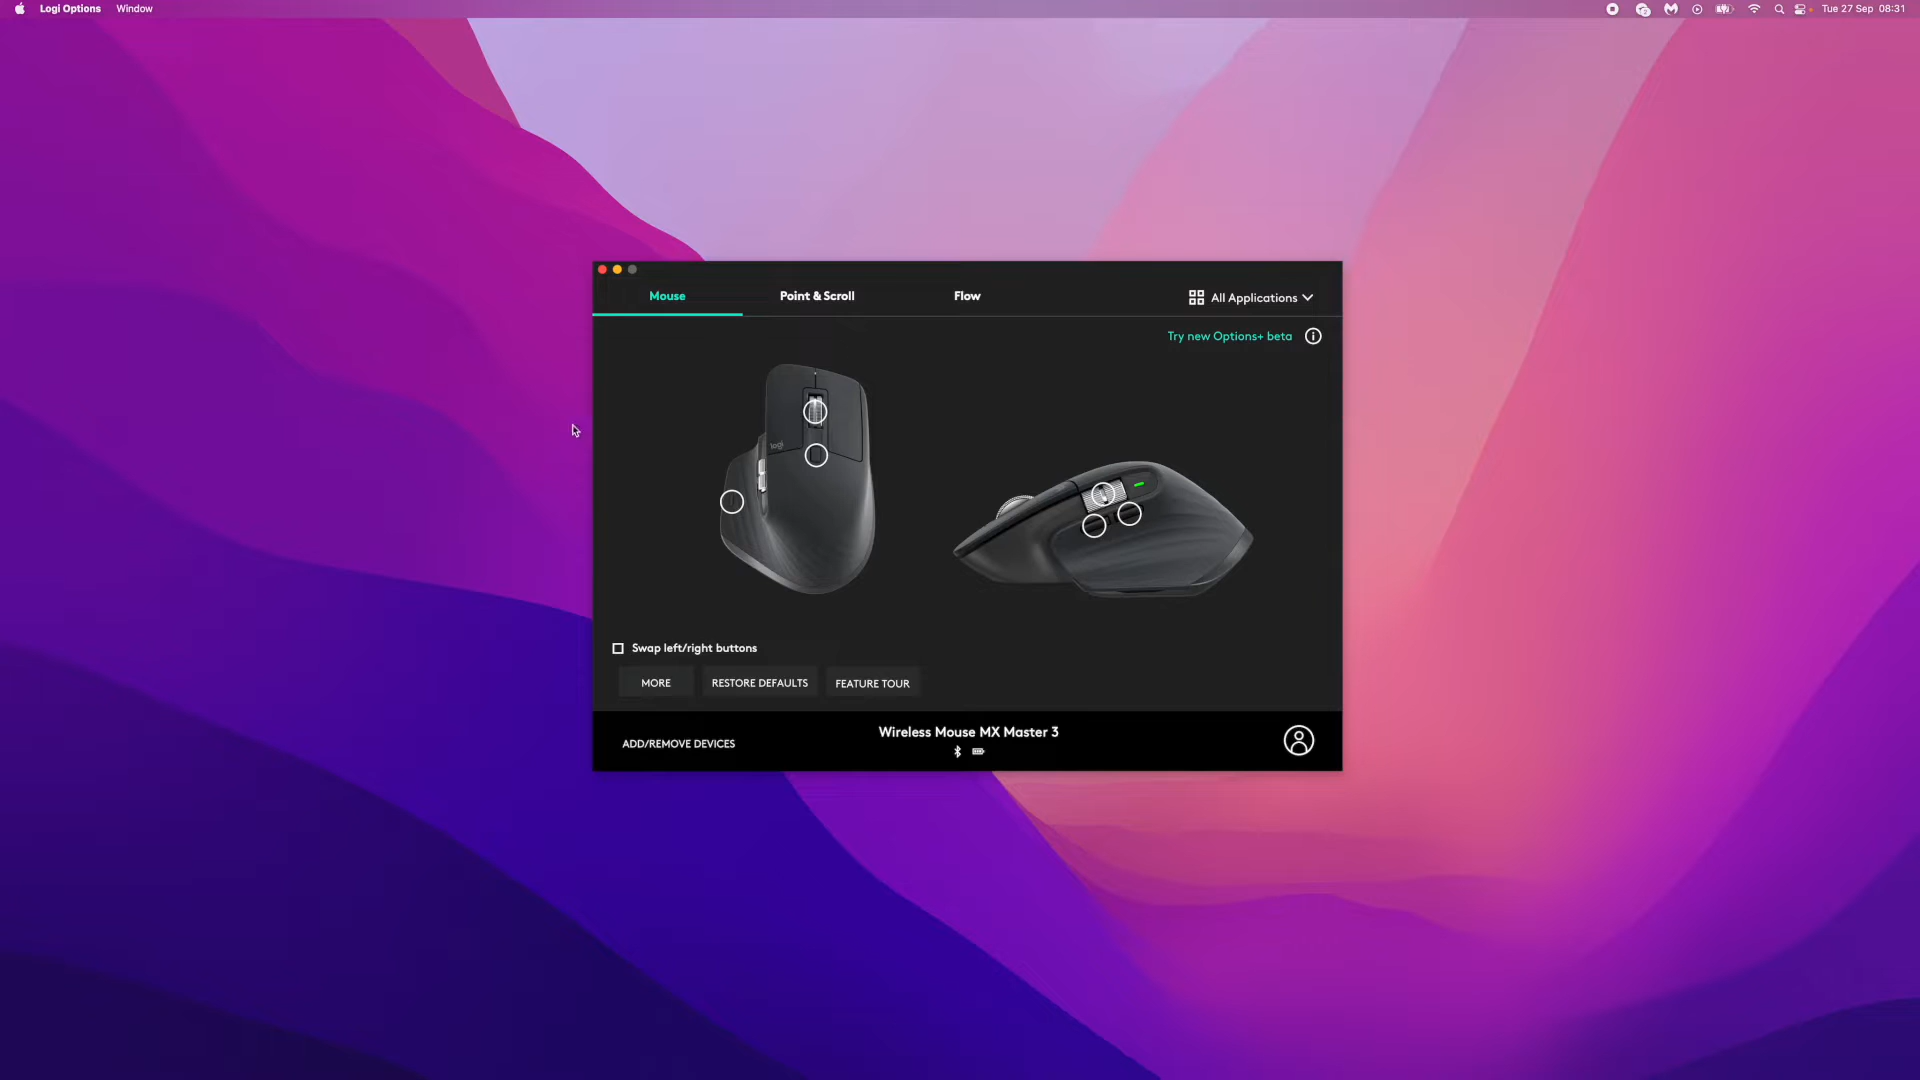 Logi Options Window Tue 27 Sep 08:31
Mouse Point & Scroll Flow All Applications
Try new Options+ beta
logi
Swap left/right buttons
MORE RESTORE DEFAULTS FEATURE TOUR
Wireless Mouse MX Master 3
ADD/REMOVE DEVICES